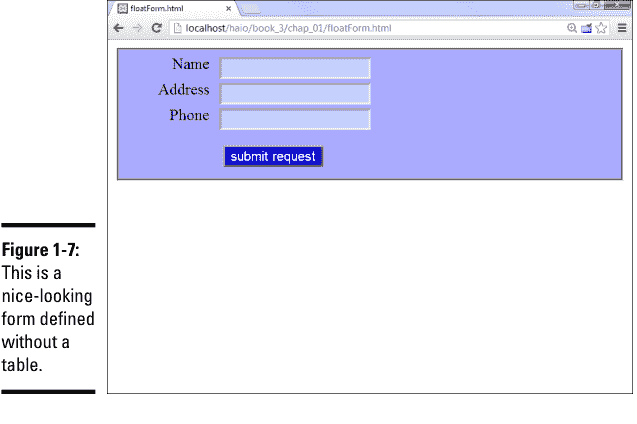 floatForm.html
localhost/haio/book_3/chap_01/floatForm.html
Name
Address
Phone
submit request
Figure 1-7:
This is a
nice-looking
form defined
without a
table.